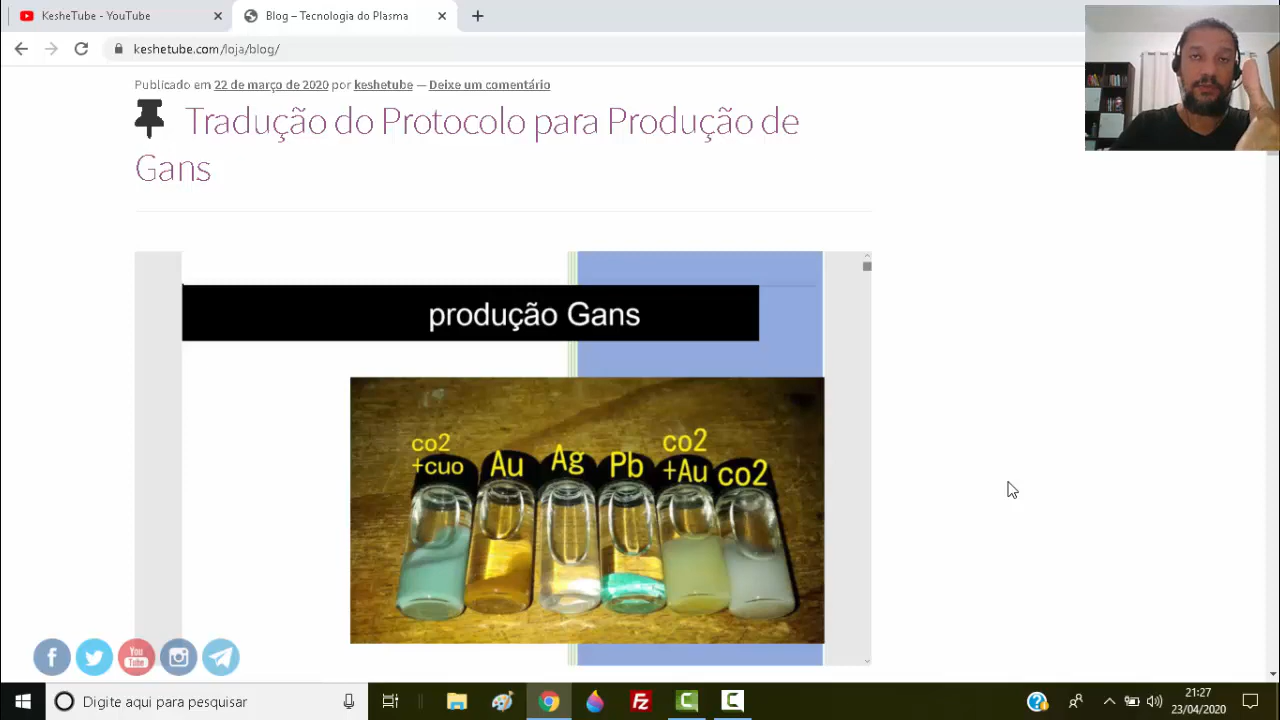 KesheTube - YouTube
Blog – Tecnologia do Plasma
keshetube.com/loja/blog/
Publicado em 22 de março de 2020 por keshetube — Deixe um comentário
Tradução do Protocolo para Produção de
Gans
produção Gans
co2
+cuo
Au
Ag
Pb
co2
+Au
co2
You
Tube
Digite aqui para pesquisar
21:27
23/04/2020